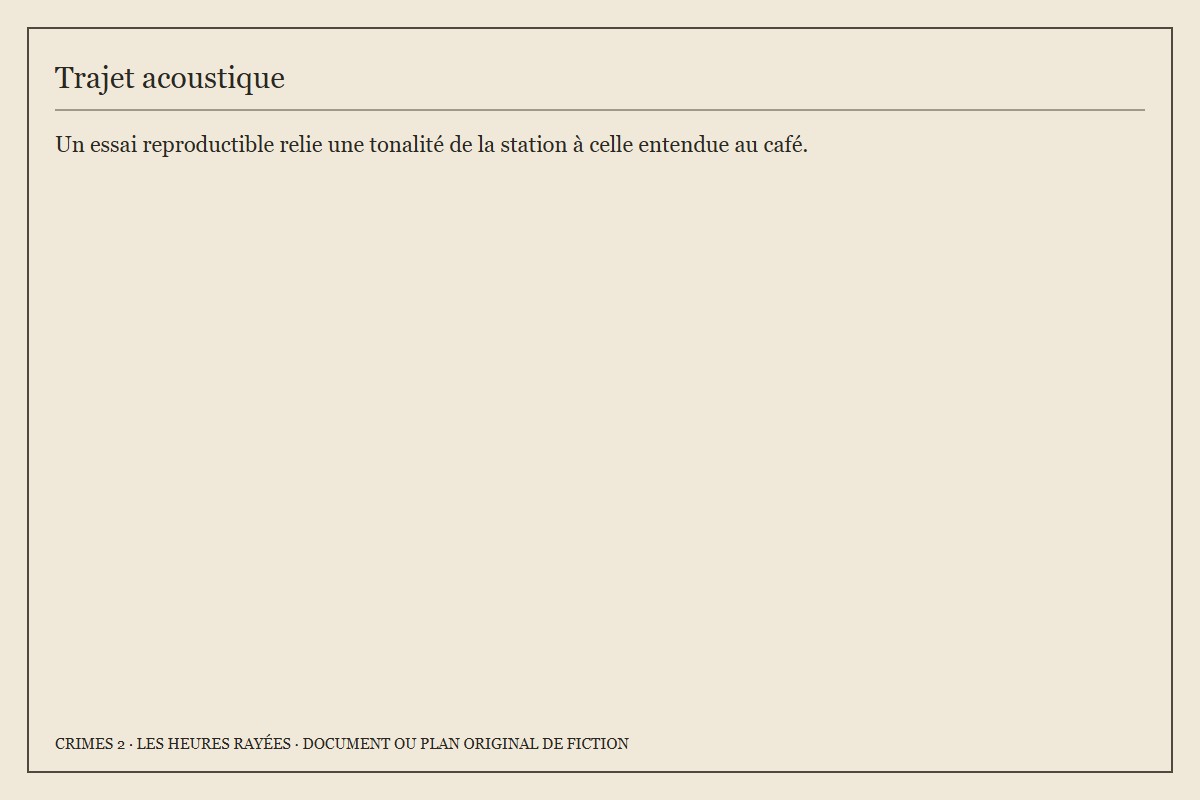 Trajet acoustique
Un essai reproductible relie une tonalité de la station à celle entendue au café.
CRIMES 2 · LES HEURES RAYÉES · DOCUMENT OU PLAN ORIGINAL DE FICTION